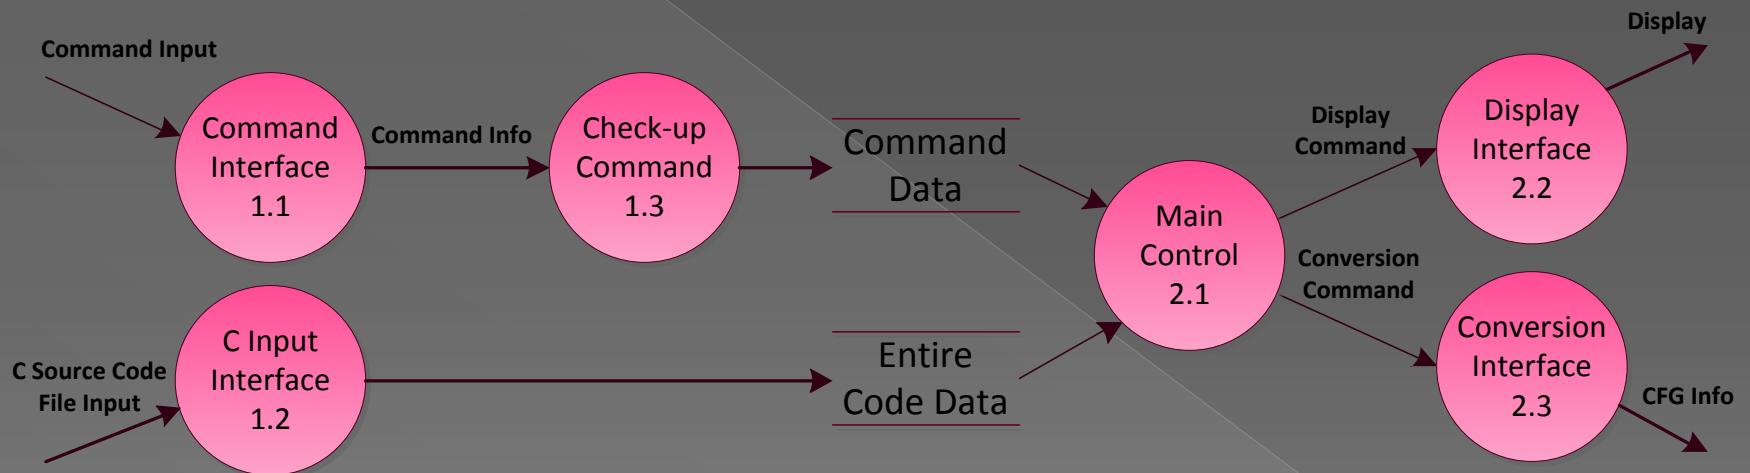 Command Input
Command
Interface
1.1
Command Info
Check-up
Command
1.3
Command
Data
Main
Control
2.1
Display
Command
Display
Interface
2.2
Display
C Source Code
File Input
C Input
Interface
1.2
Entire
Code Data
Conversion
Command
Conversion
Interface
2.3
CFG Info